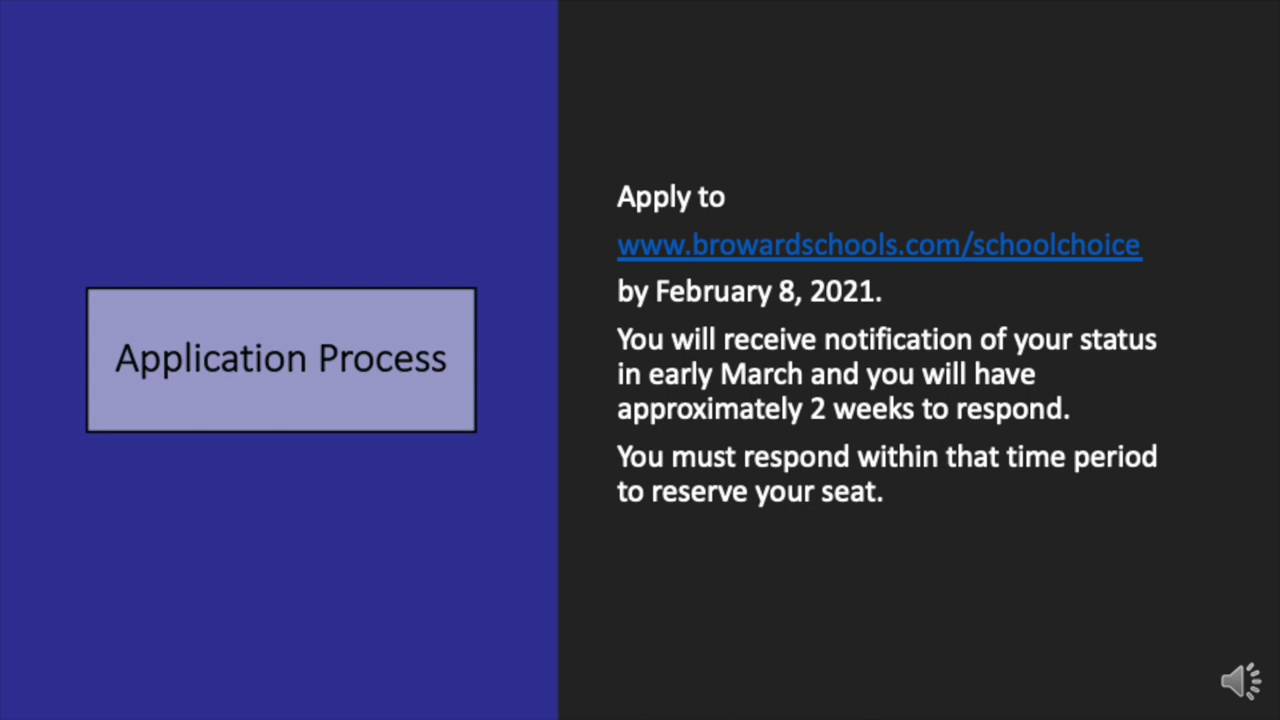 Application Process
Apply to
www.browardschools.com/schoolchoice
by February 8, 2021.
You will receive notification of your status
in early March and you will have
approximately 2 weeks to respond.
You must respond within that time period
to reserve your seat.